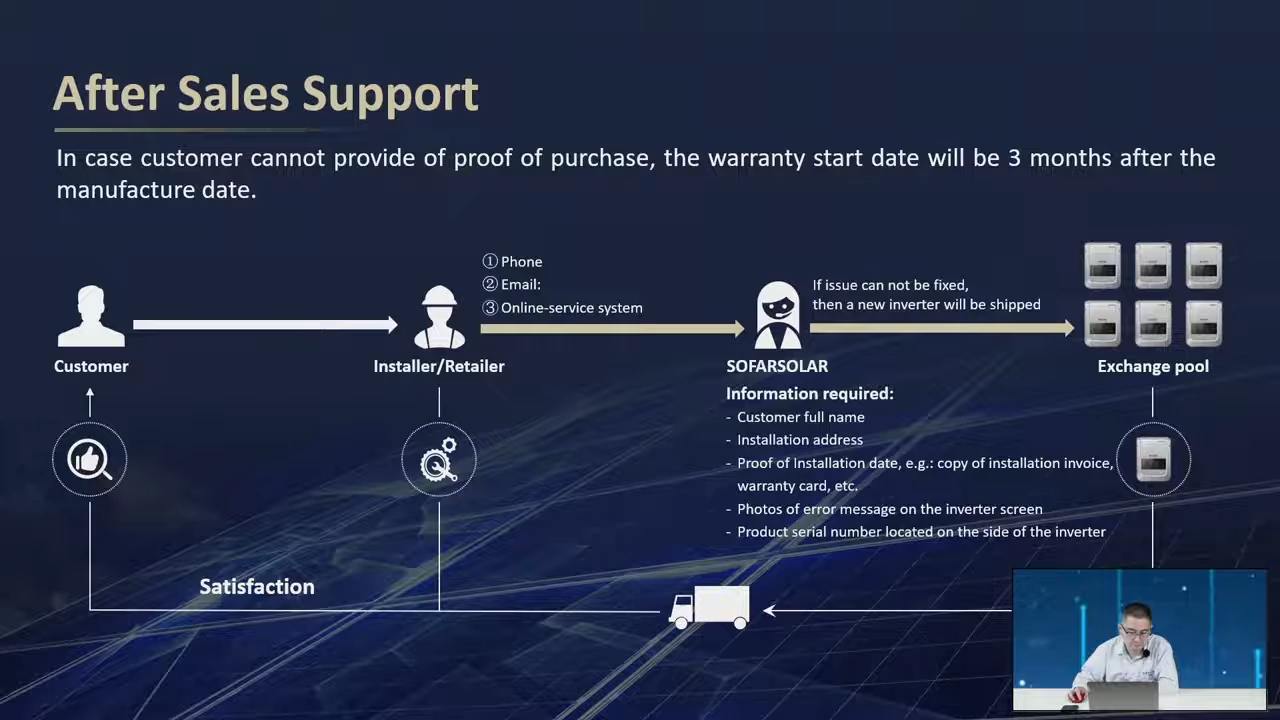 After Sales Support
In case customer cannot provide of proof of purchase, the warranty start date will be 3 months after the
manufacture date.
① Phone
② Email:
③ Online-service system
If issue can not be fixed,
then a new inverter will be shipped
Customer
Installer/Retailer
SOFARSOLAR
Exchange pool
Information required:
- Customer full name
- Installation address
- Proof of Installation date, e.g.: copy of installation invoice,
warranty card, etc.
- Photos of error message on the inverter screen
- Product serial number located on the side of the inverter
Satisfaction